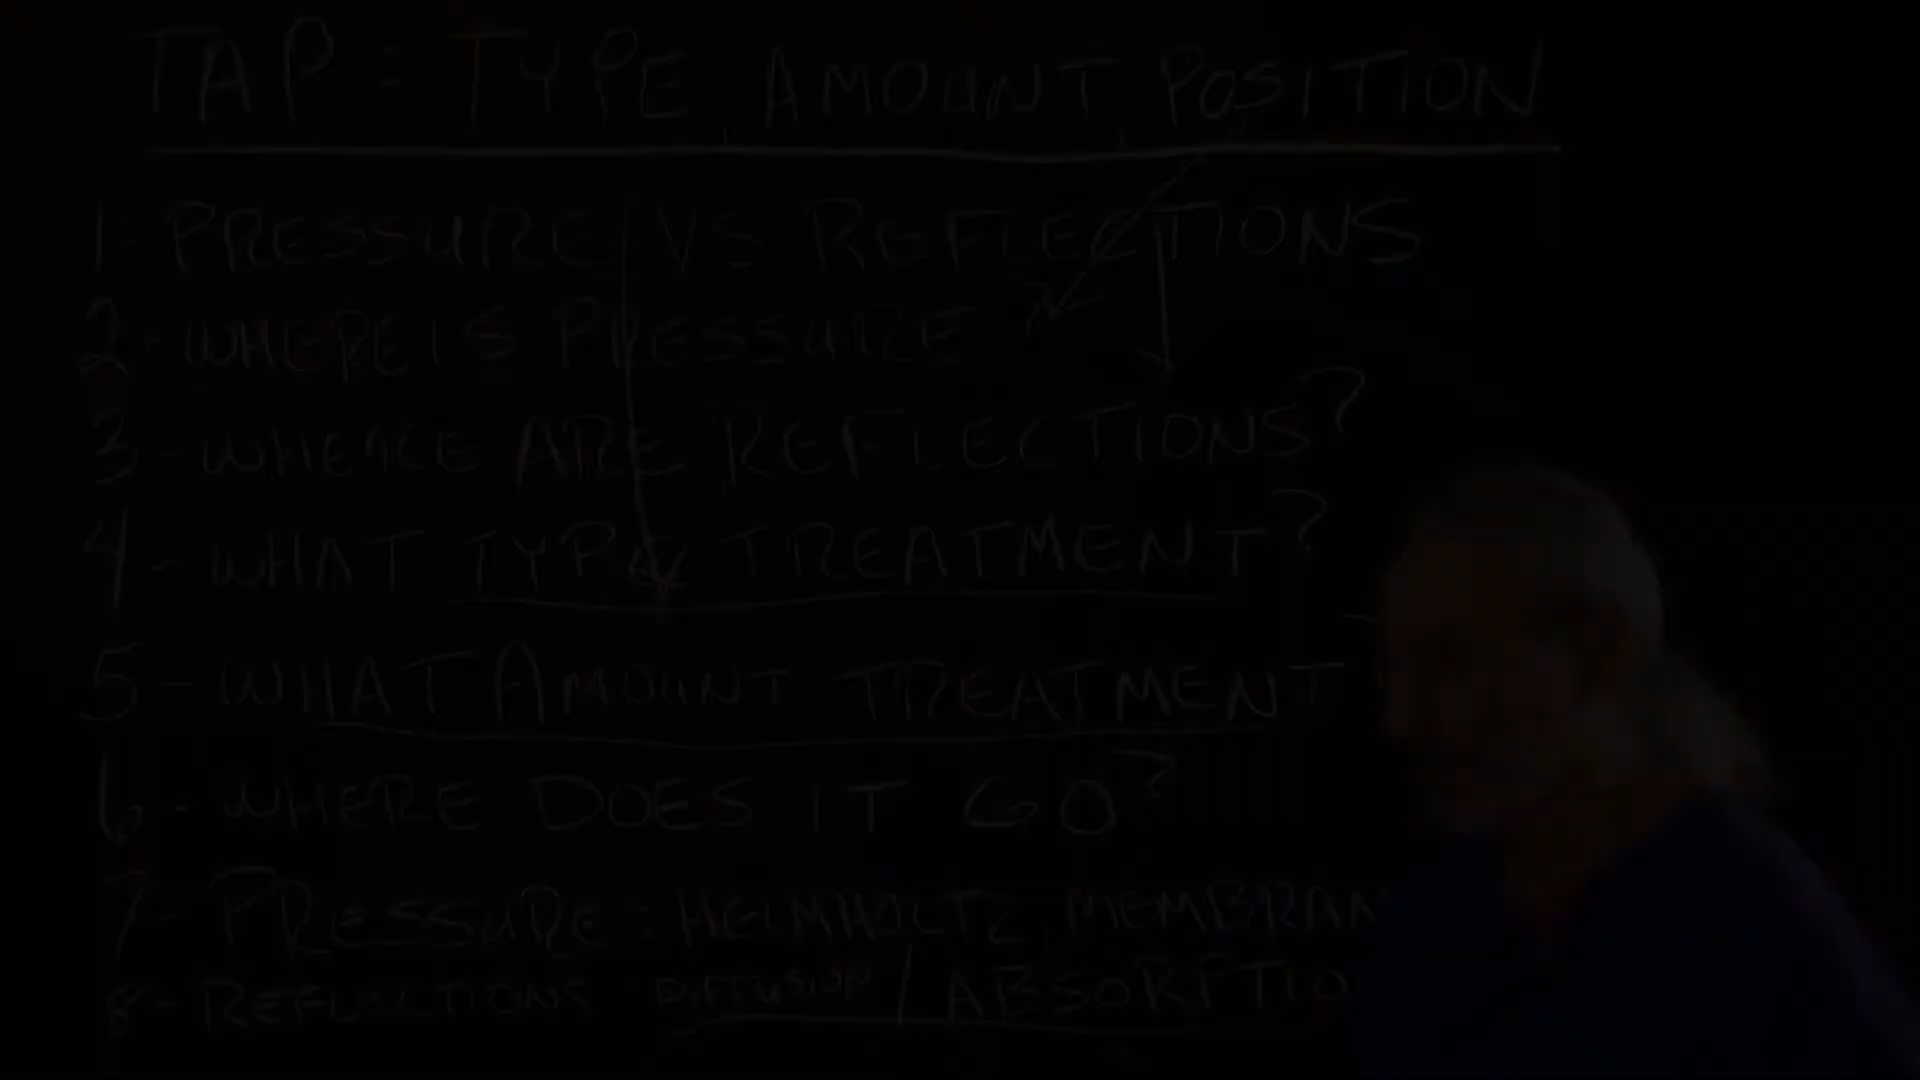 TAP: TYPE, AMOUNT, POSITION
1- PRESSURE VS REFLECTIONS
2- WHERE IS PRESSURE
3- WHERE ARE REFLECTIONS?
4- WHAT TYPE TREATMENT?
5- WHAT AMOUNT TREATMENT
6- WHERE DOES IT GO?
7- PRESSURE: HELMHOLTZ, MEMBRAN
8- REFLECTIONS DIFFUSION / ABSORPTIO